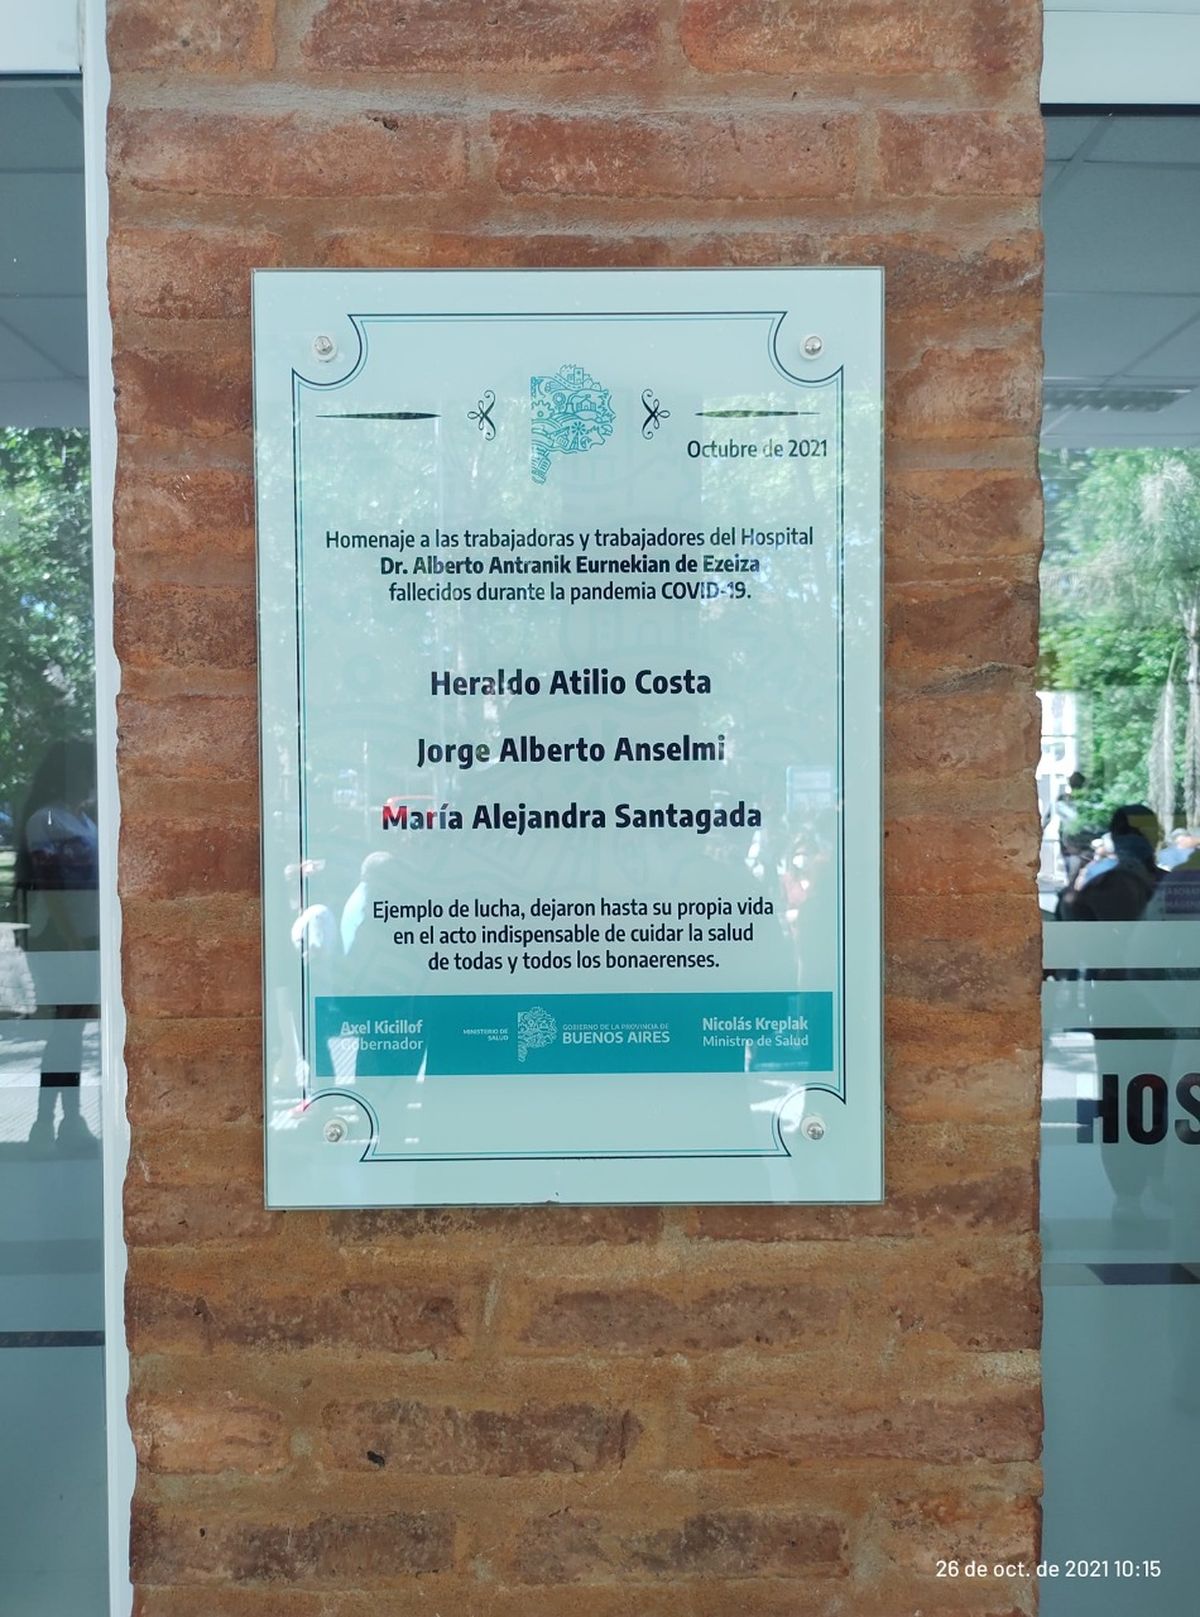 Octubre de 2021
Homenaje a las trabajadoras y trabajadores del Hospital
Dr. Alberto Antranik Eurnekian de Ezeiza
fallecidos durante la pandemia COVID-19.
Heraldo Atilio Costa
Jorge Alberto Anselmi
María Alejandra Santagada
Ejemplo de lucha, dejaron hasta su propia vida
en el acto indispensable de cuidar la salud
de todas y todos los bonaerenses.
Axel Kicillof
Gobernador
MINISTERIO DE
SALUD
GOBIERNO DE LA PROVINCIA DE
BUENOS AIRES
Nicolás Kreplak
Ministro de Salud
HOS
26 de oct. de 2021 10:15